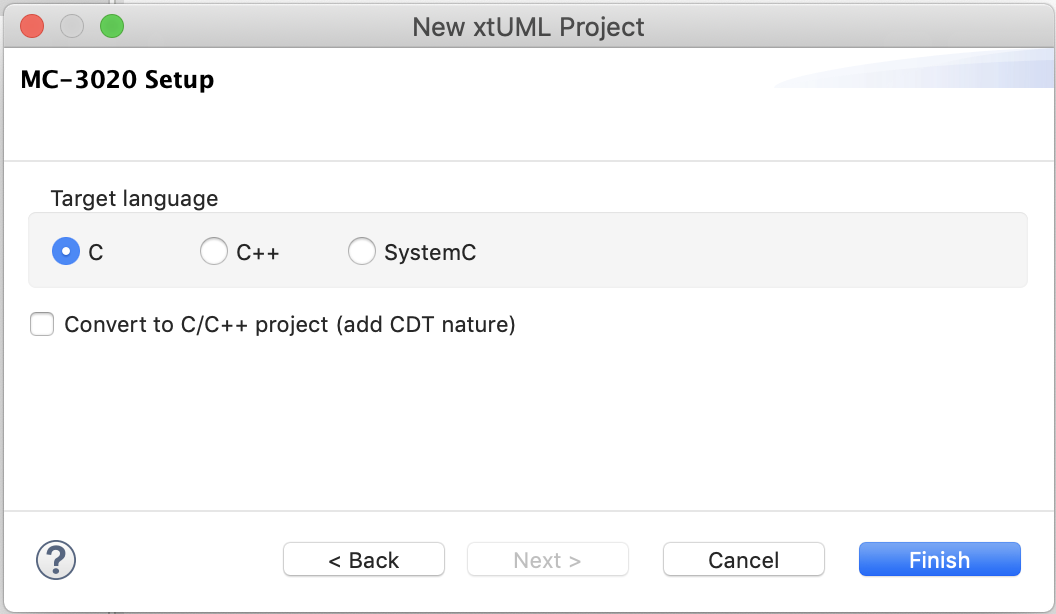 New xtUML Project
MC-3020 Setup
Target language
C C++ SystemC
Convert to C/C++ project (add CDT nature)
? < Back Next > Cancel Finish